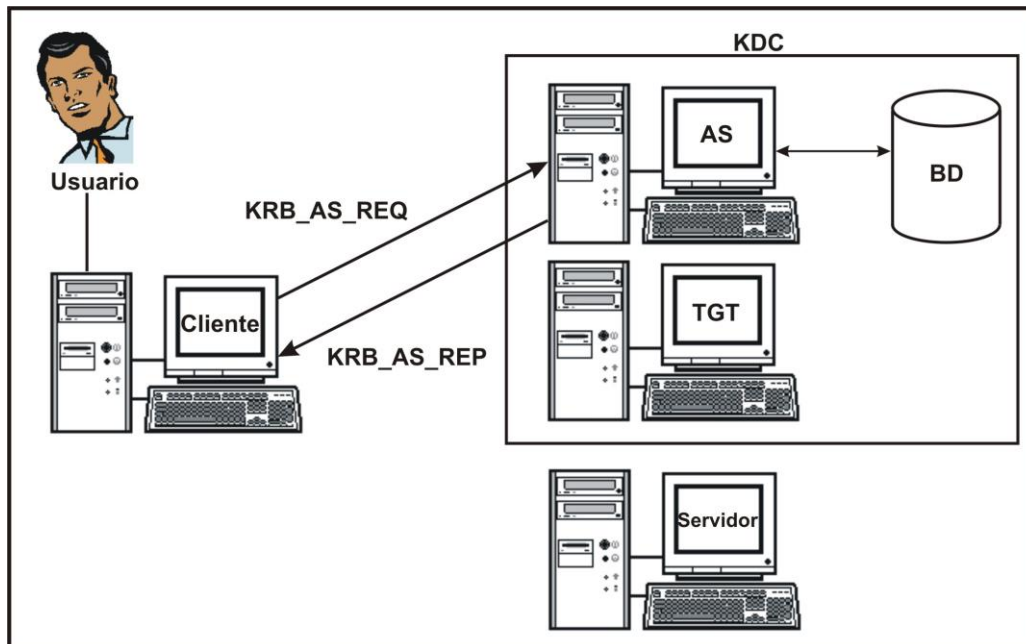 KDC
Usuario
AS
BD
KRB_AS_REQ
Cliente
TGT
KRB_AS_REP
Servidor